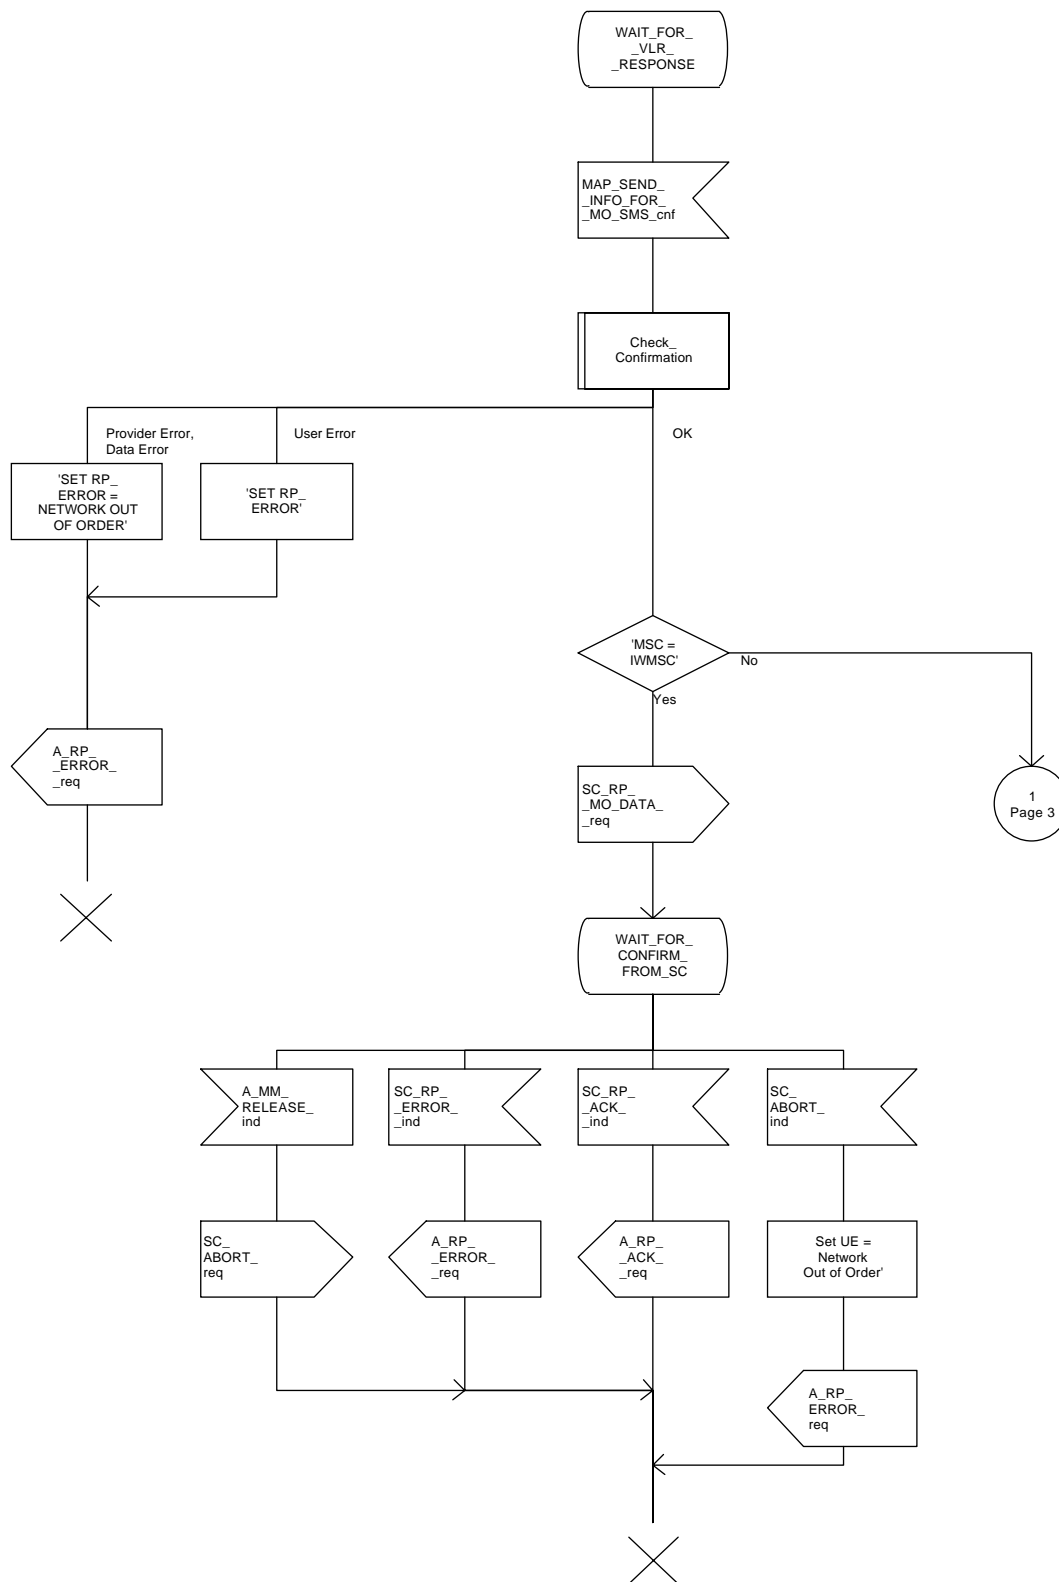 WAIT_FOR_
_VLR_
_RESPONSE
MAP_SEND_
_INFO_FOR_
_MO_SMS_cnf
Check_
Confirmation
Provider Error,
Data Error
User Error
OK
'SET RP_
ERROR =
NETWORK OUT
OF ORDER'
'SET RP_
ERROR'
'MSC =
IWMSC'
No
Yes
A_RP_
_ERROR_
_req
SC_RP_
_MO_DATA_
_req
1
Page 3
WAIT_FOR_
CONFIRM_
FROM_SC
A_MM_
RELEASE_
ind
SC_RP_
_ERROR_
_ind
SC_RP_
_ACK_
_ind
SC_
ABORT_
ind
SC_
ABORT_
req
A_RP_
_ERROR_
_req
A_RP_
_ACK_
_req
Set UE =
Network
Out of Order'
A_RP_
ERROR_
req